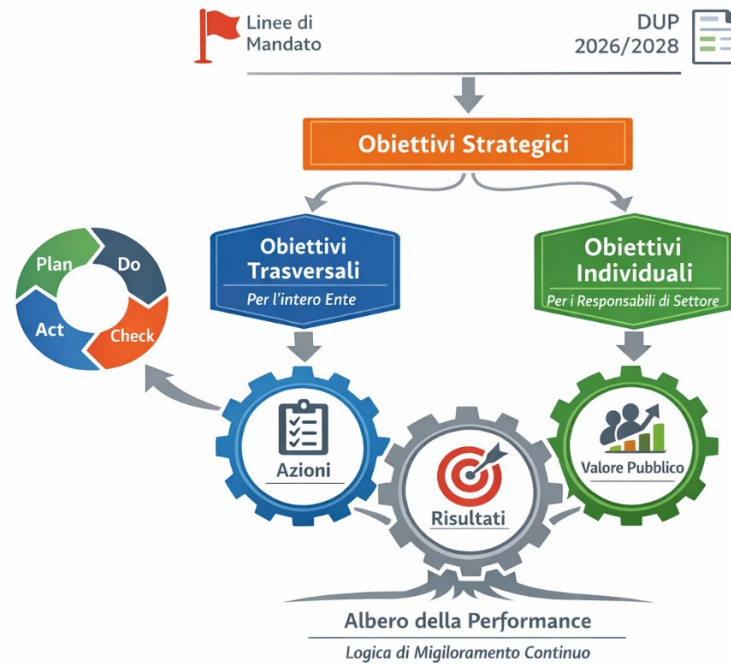 Linee di
Mandato
DUP
2026/2028
Obiettivi Strategici
Obiettivi
Trasversali
Per l'intero Ente
Obiettivi
Individuali
Per i Responsabili di Settore
Plan
Do
Act
Check
Azioni
Risultati
Valore Pubblico
Albero della Performance
Logica di Migiloramento Continuo